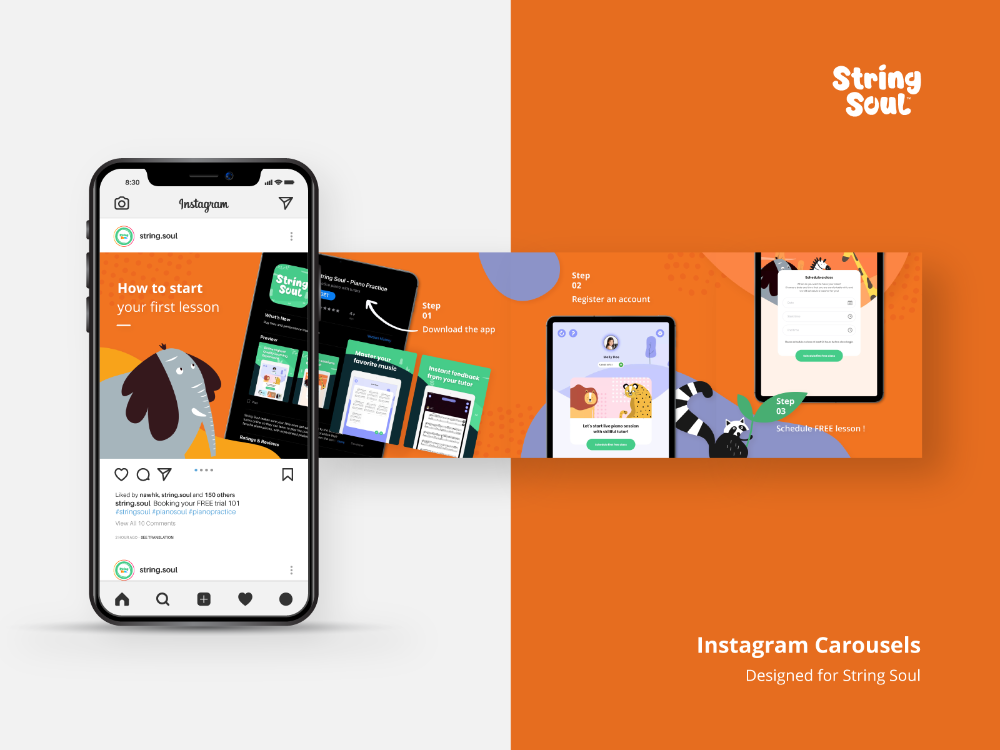 String
Soul
8:30
Instagram
string.soul
How to start
your first lesson
String
Soul
String Soul - Piano Practice
What's New
Preview
Ratings & Reviews
Step
01
Download the app
Master your
favorite music
Instant feedback
from your tutor
Step
02
Register an account
Let's start live piano session
with skillful tutor!
Step
03
Schedule FREE lesson !
Liked by nawhk, string.soul and 150 others
string.soul Booking your FREE trial 101
#stringsoul #pianosoul #pianopractice
View All 10 Comments
SEE TRANSLATION
string.soul
Instagram Carousels
Designed for String Soul